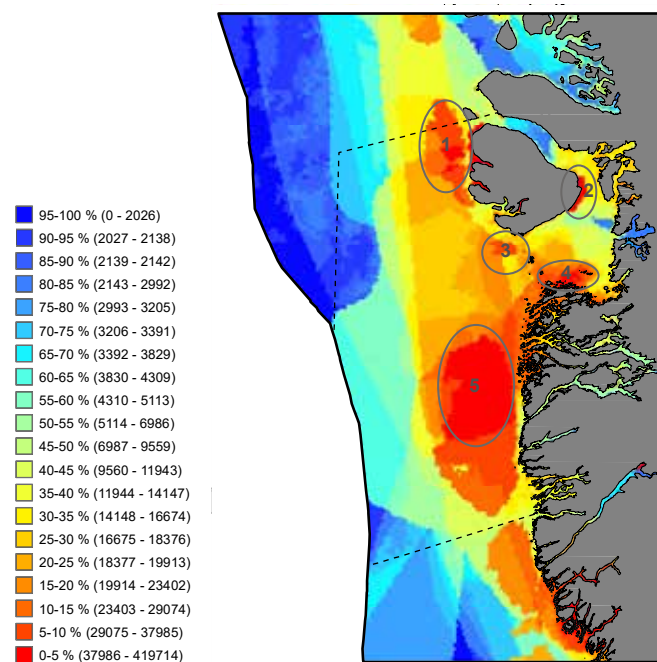 95-100 % (0 - 2026)
90-95 % (2027 - 2138)
85-90 % (2139 - 2142)
80-85 % (2143 - 2992)
75-80 % (2993 - 3205)
70-75 % (3206 - 3391)
65-70 % (3392 - 3829)
60-65 % (3830 - 4309)
55-60 % (4310 - 5113)
50-55 % (5114 - 6986)
45-50 % (6987 - 9559)
40-45 % (9560 - 11943)
35-40 % (11944 - 14147)
30-35 % (14148 - 16674)
25-30 % (16675 - 18376)
20-25 % (18377 - 19913)
15-20 % (19914 - 23402)
10-15 % (23403 - 29074)
5-10 % (29075 - 37985)
0-5 % (37986 - 419714)
1
2
3
4
5